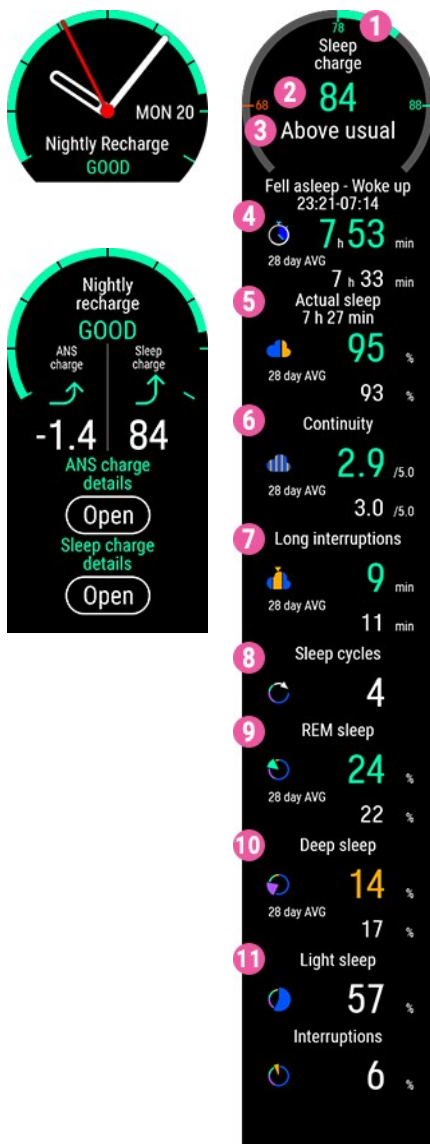 MON 20
Nightly Recharge
GOOD
Nightly
recharge
GOOD
ANS
charge
Sleep
charge
-1.4
84
ANS charge
details
Open
Sleep charge
details
Open
1
78
Sleep
charge
68
2
84
88
3
Above usual
Fell asleep - Woke up
23:21-07:14
4
7 h 53 min
28 day AVG
7 h 33 min
5
Actual sleep
7 h 27 min
95 %
28 day AVG
93 %
6
Continuity
2.9 /5.0
28 day AVG
3.0 /5.0
7
Long interruptions
9 min
28 day AVG
11 min
8
Sleep cycles
4
9
REM sleep
24 %
28 day AVG
22 %
10
Deep sleep
14 %
28 day AVG
17 %
11
Light sleep
57 %
Interruptions
6 %